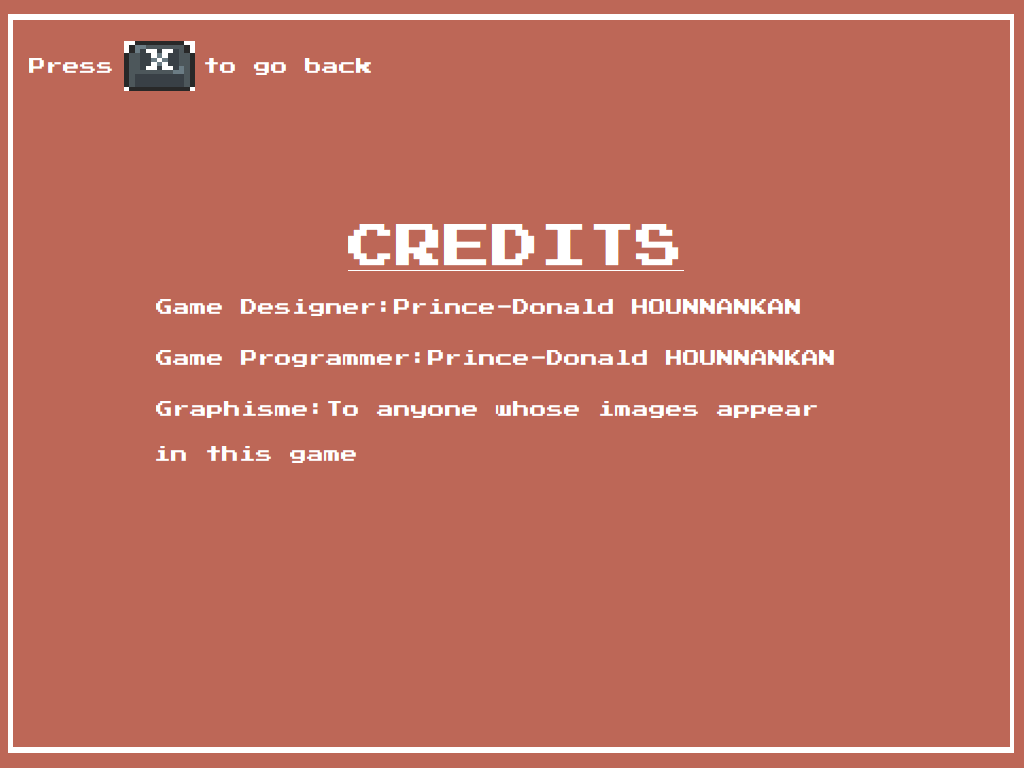 Press X to go back
CREDITS
Game Designer:Prince-Donald HOUNNANKAN
Game Programmer:Prince-Donald HOUNNANKAN
Graphisme:To anyone whose images appear
in this game